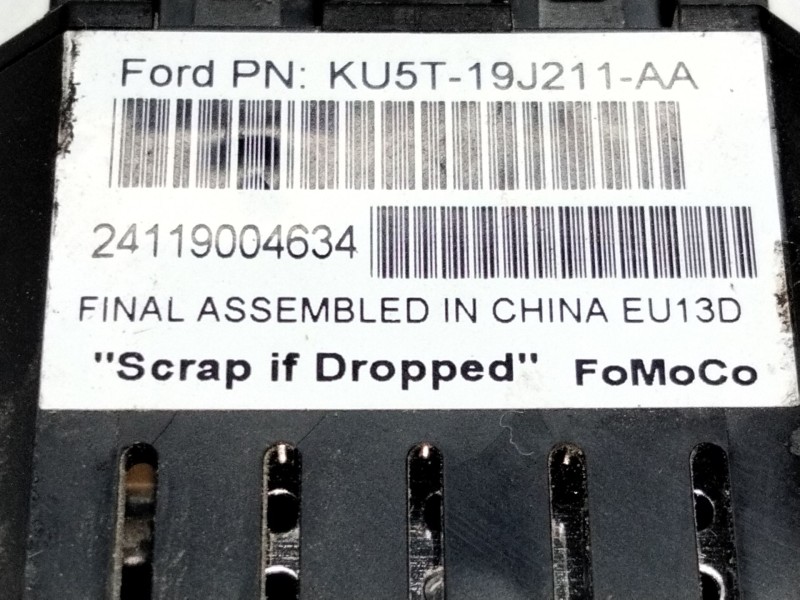 Ford PN: KU5T-19J211-AA
24119004634
FINAL ASSEMBLED IN CHINA EU13D
"Scrap if Dropped" FoMoCo